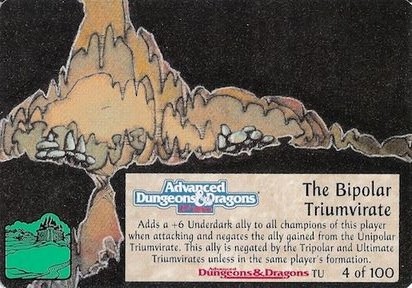 Advanced
Dungeons & Dragons
The Bipolar
Triumvirate
Adds a +6 Underdark ally to all champions of this player
when attacking and negates the ally gained from the Unipolar
Triumvirate. This ally is negated by the Tripolar and Ultimate
Triumvirates unless in the same player's formation.
Advanced
Dungeons & Dragons TU 4 of 100